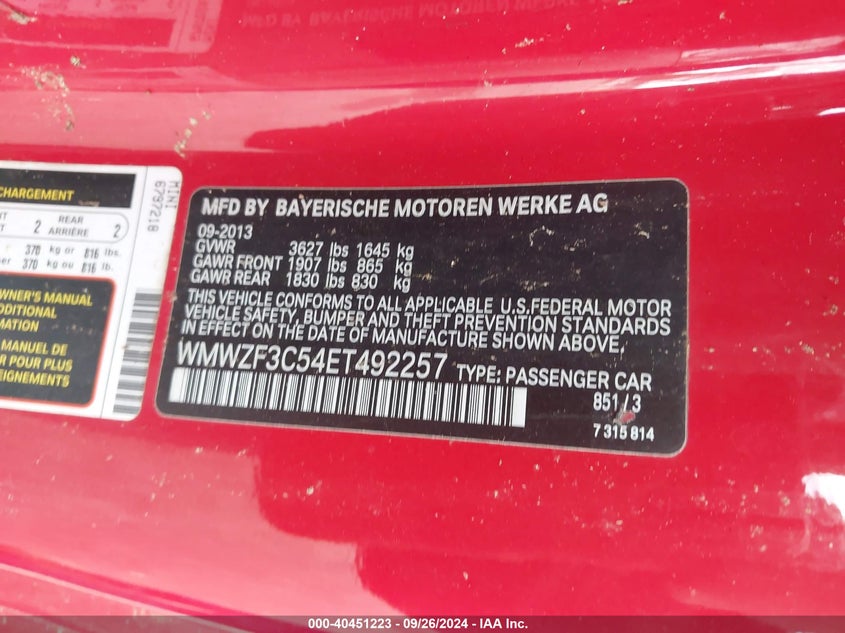 CHARGEMENT
2 REAR ARRIÈRE 2
370 kg or 816 lbs.
370 kg ou 816 lb.
OWNER'S MANUAL
ADDITIONAL
MANUEL DE
POUR PLUS
MINI
6797218
MFD BY BAYERISCHE MOTOREN WERKE AG
09-2013
GVWR 3627 lbs 1645 kg
GAWR FRONT 1907 lbs 865 kg
GAWR REAR 1830 lbs 830 kg
THIS VEHICLE CONFORMS TO ALL APPLICABLE U.S.FEDERAL MOTOR
VEHICLE SAFETY, BUMPER AND THEFT PREVENTION STANDARDS
IN EFFECT ON THE DATE OF MANUFACTURE SHOWN ABOVE.
WMWZF3C54ET492257 TYPE: PASSENGER CAR
851/3
7 315 814
000-40451223 - 09/26/2024 - IAA Inc.